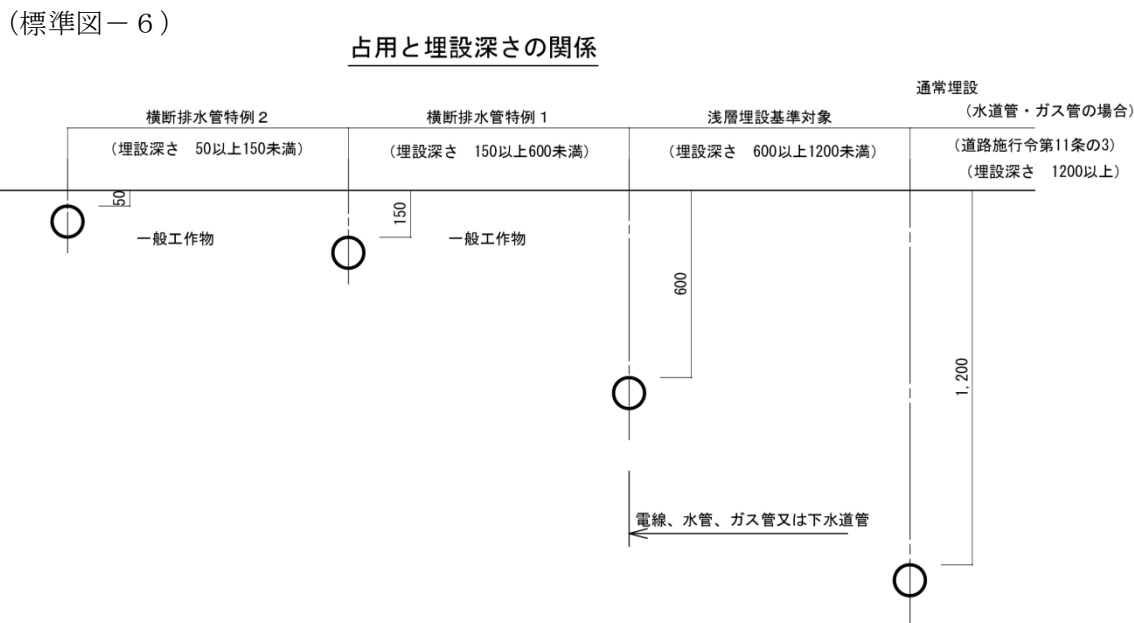 （標準図－６）
占用と埋設深さの関係
通常埋設
横断排水管特例２
横断排水管特例１
浅層埋設基準対象
（水道管・ガス管の場合）
（埋設深さ　50以上150未満）
（埋設深さ　150以上600未満）
（埋設深さ　600以上1200未満）
（道路施行令第11条の3）
（埋設深さ　1200以上）
50
150
一般工作物
一般工作物
600
1,200
電線、水管、ガス管又は下水道管